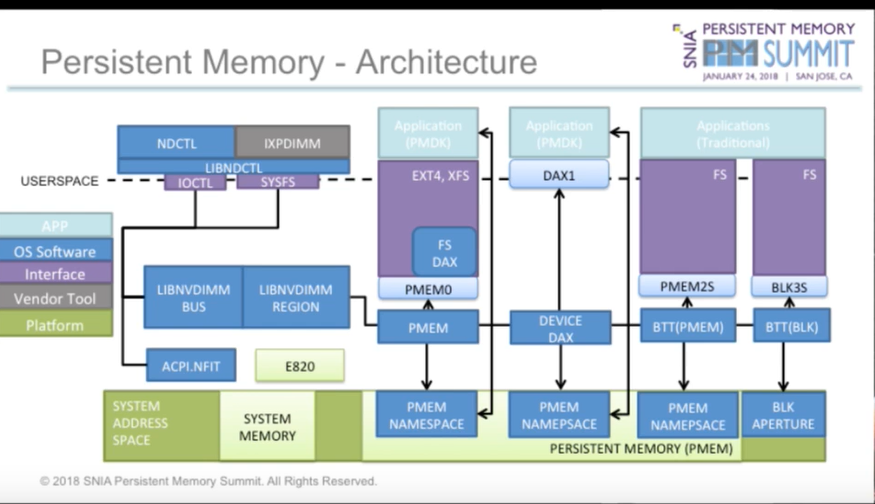 Persistent Memory - Architecture
SNIA
PERSISTENT MEMORY
PM SUMMIT
JANUARY 24, 2018 | SAN JOSE, CA
NDCTL
IXPDIMM
LIBNDCTL
USERSPACE
IOCTL
SYSFS
Application
(PMDK)
Application
(PMDK)
Applications
(Traditional)
EXT4, XFS
DAX1
FS
FS
APP
OS Software
Interface
Vendor Tool
Platform
FS
DAX
LIBNVDIMM
BUS
LIBNVDIMM
REGION
PMEM0
PMEM2S
BLK3S
PMEM
DEVICE
DAX
BTT(PMEM)
BTT(BLK)
ACPI.NFIT
E820
SYSTEM
ADDRESS
SPACE
SYSTEM
MEMORY
PMEM
NAMESPACE
PMEM
NAMEPSACE
PMEM
NAMEPSACE
BLK
APERTURE
PERSISTENT MEMORY (PMEM)
© 2018 SNIA Persistent Memory Summit. All Rights Reserved.